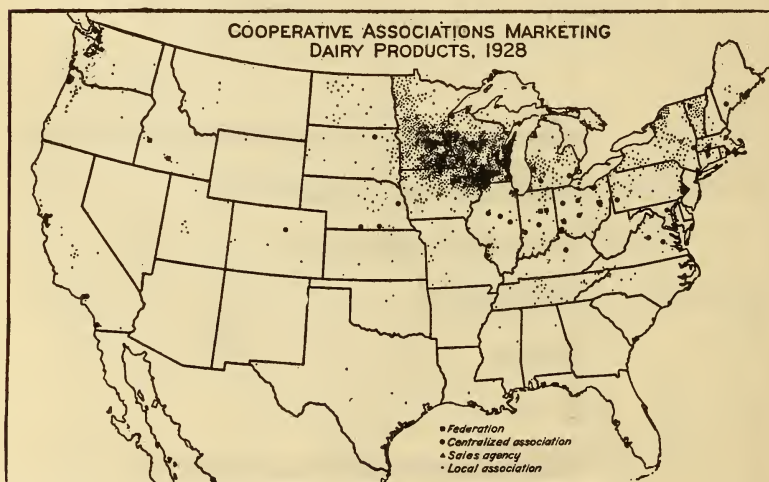 COOPERATIVE ASSOCIATIONS MARKETING
DAIRY PRODUCTS, 1928
Federation
Centralized association
Sales agency
Local association